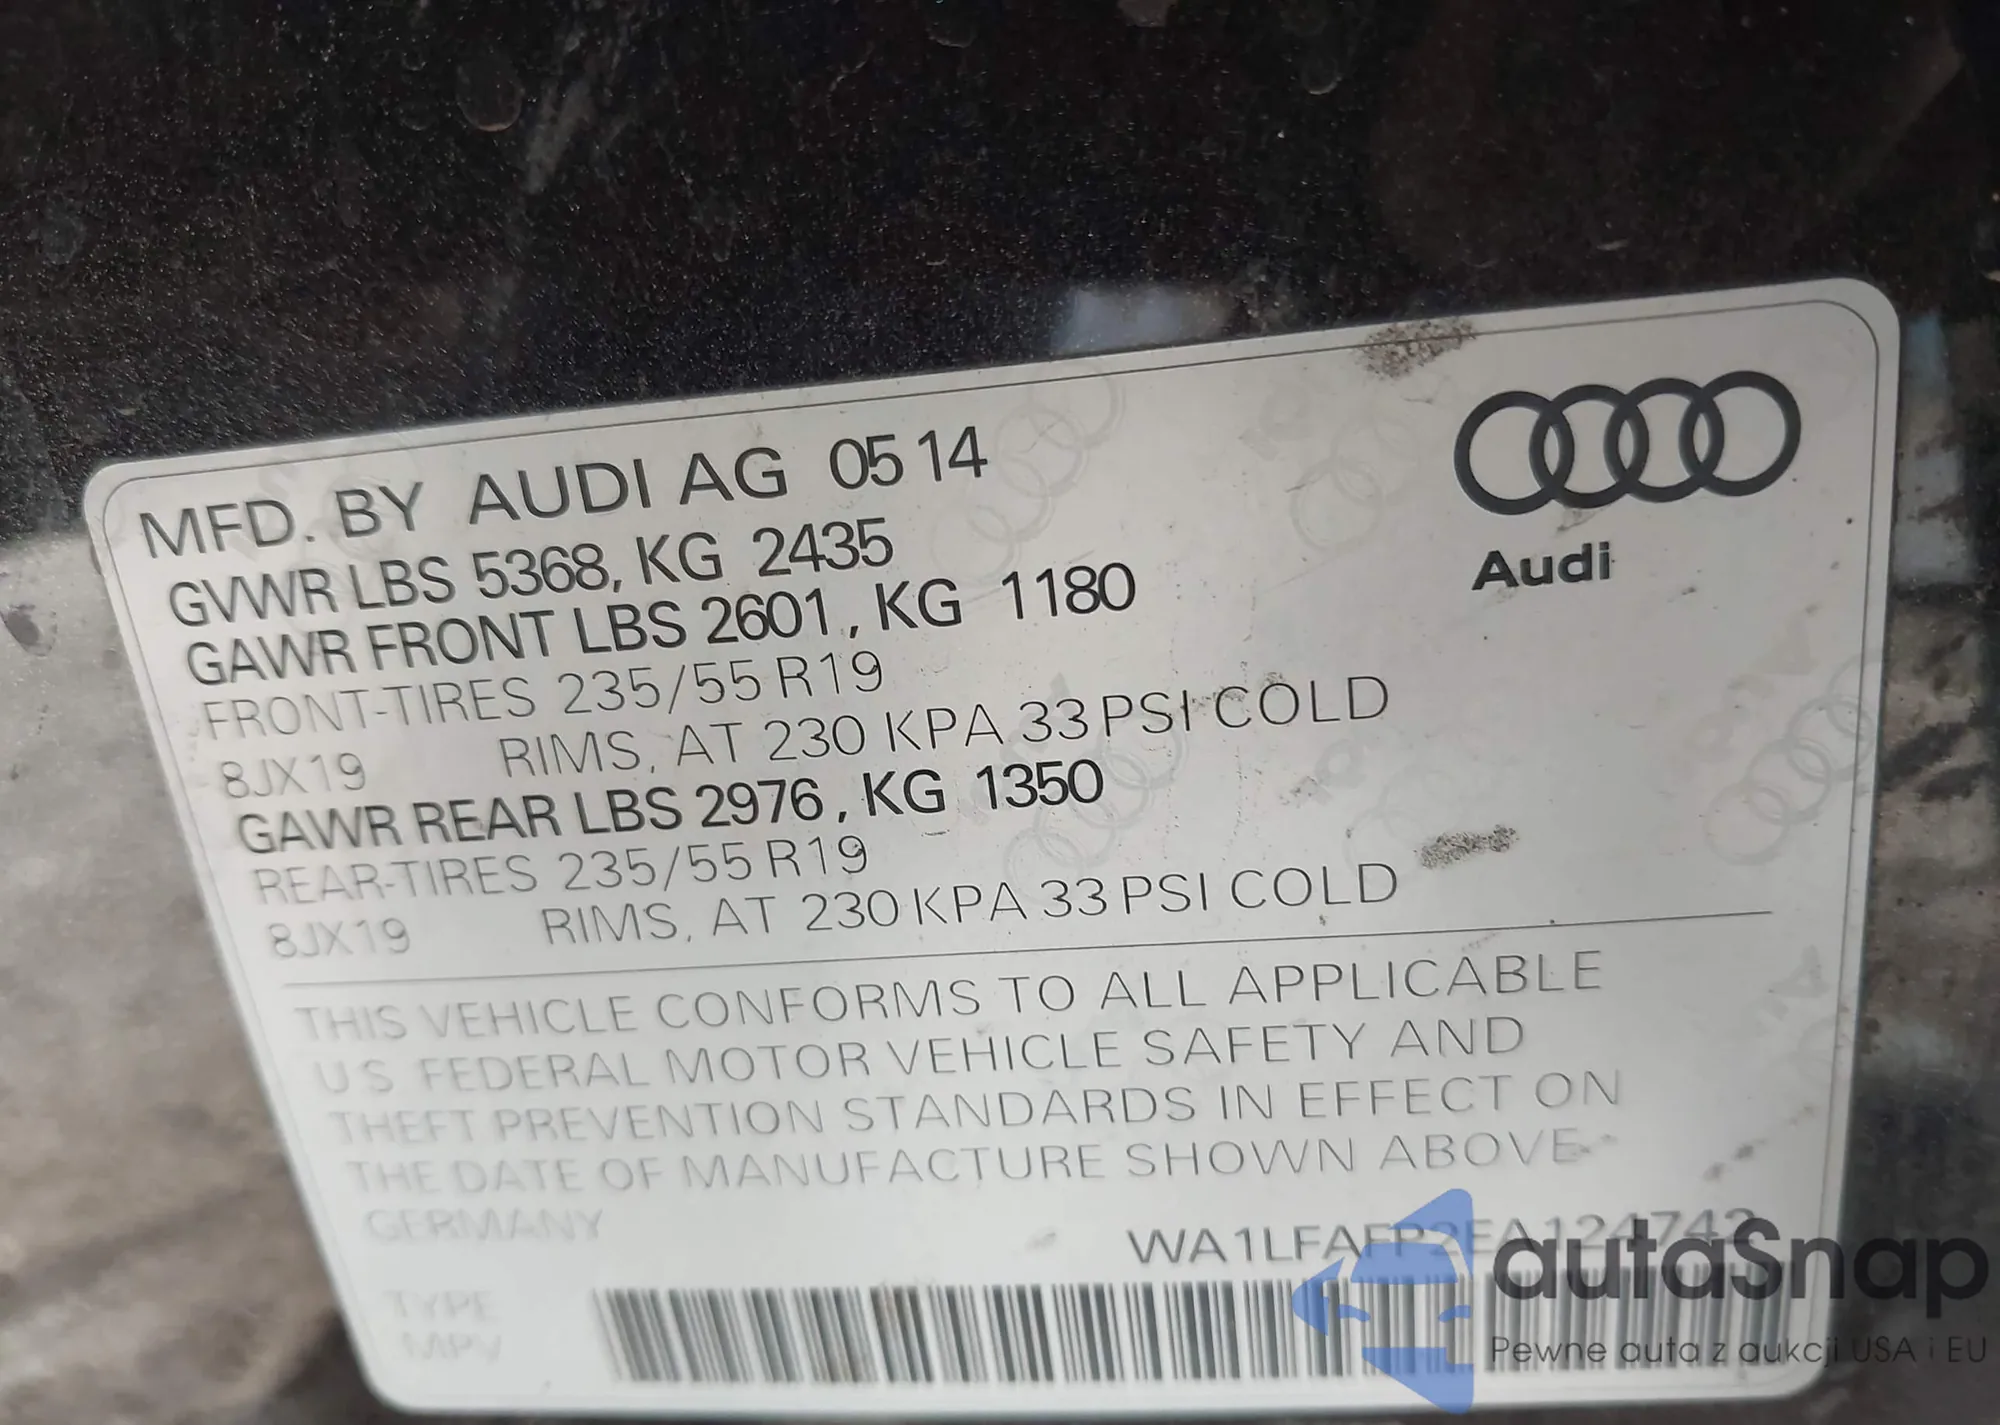 MFD. BY AUDI AG 05 14
GVWR LBS 5368, KG 2435
GAWR FRONT LBS 2601, KG 1180
FRONT-TIRES 235/55 R19
8JX19 RIMS, AT 230 KPA 33 PSI COLD
GAWR REAR LBS 2976, KG 1350
REAR-TIRES 235/55 R19
8JX19 RIMS, AT 230 KPA 33 PSI COLD
Audi
THIS VEHICLE CONFORMS TO ALL APPLICABLE
U S FEDERAL MOTOR VEHICLE SAFETY AND
THEFT PREVENTION STANDARDS IN EFFECT ON
THE DATE OF MANUFACTURE SHOWN ABOVE.
GERMANY
WA1LFAFP2EA124742
TYPE
MPV
autaSnap
Pewne auta z aukcji USA i EU